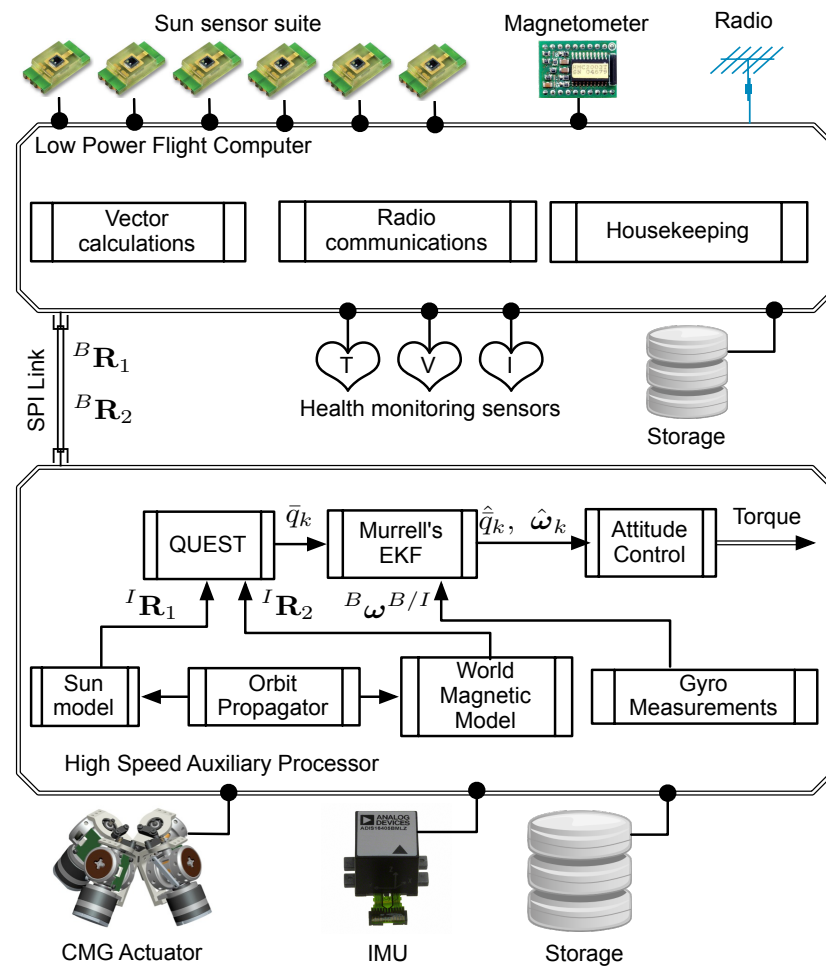 Sun sensor suite
Magnetometer
Radio
Low Power Flight Computer
Vector
calculations
Radio
communications
Housekeeping
SPI Link
ᴮR₁
ᴮR₂
T
V
I
Health monitoring sensors
Storage
QUEST
q̄ₖ
Murrell's
EKF
q̄̂ₖ, ω̂ₖ
Attitude
Control
Torque
ᴵR₁
ᴵR₂
ᴮωᴮ/ᴵ
Sun
model
Orbit
Propagator
World
Magnetic
Model
Gyro
Measurements
High Speed Auxiliary Processor
ANALOG
DEVICES
CMG Actuator
IMU
Storage